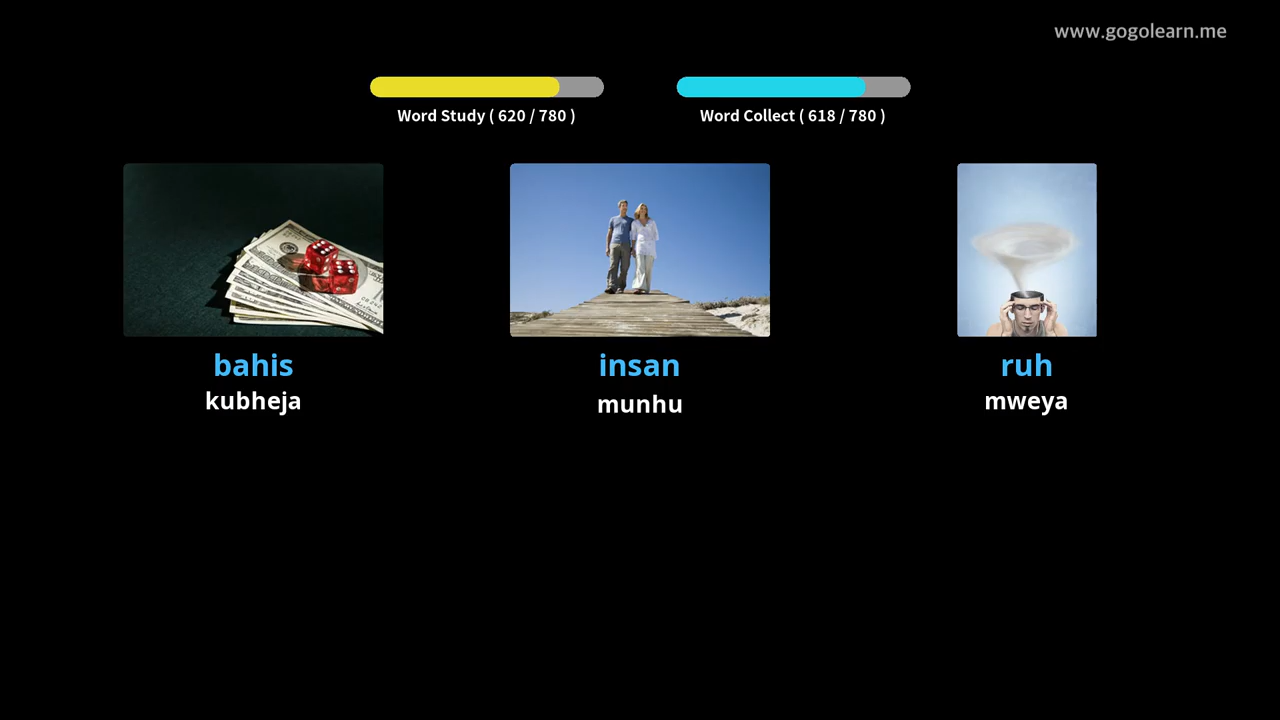 www.gogolearn.me
Word Study ( 620 / 780 )
Word Collect ( 618 / 780 )
bahis
kubheja
insan
munhu
ruh
mweya